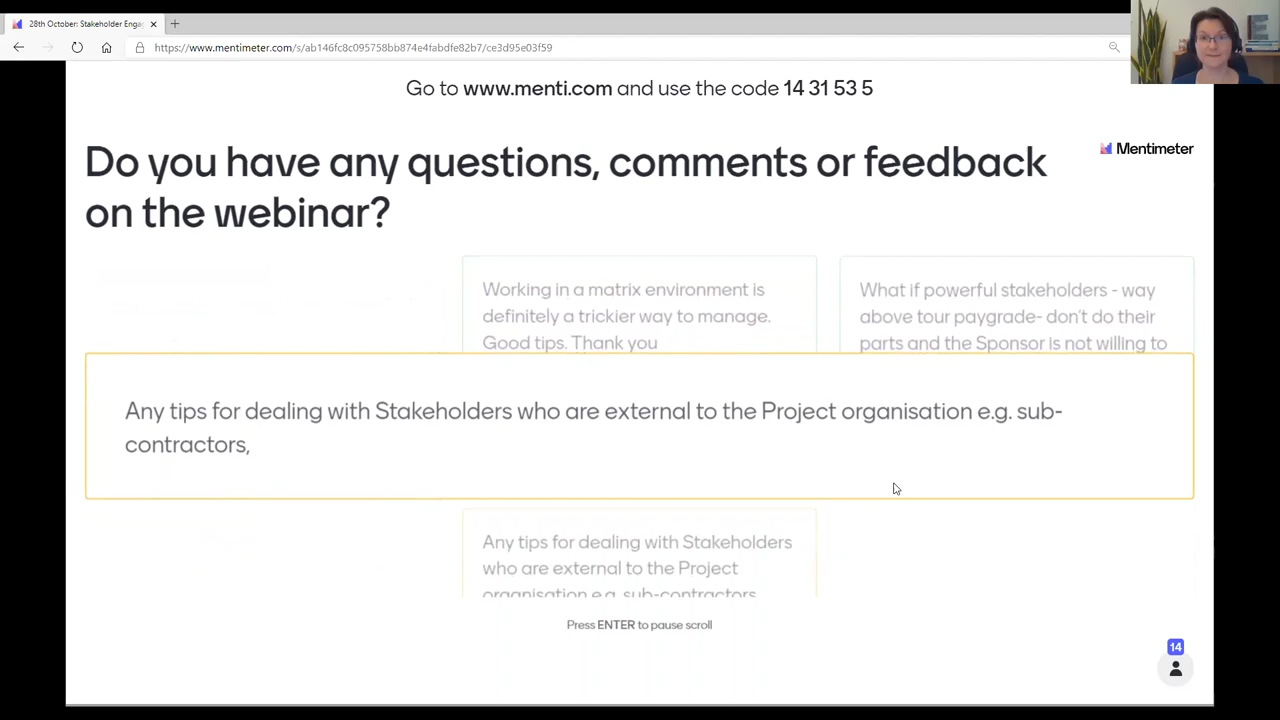 28th October: Stakeholder Enga
https://www.mentimeter.com/s/ab146fc8c095758bb874e4fabdfe82b7/ce3d95e03f55
Go to www.menti.com and use the code 14 31 53 5
Do you have any questions, comments or feedback
on the webinar?
Mentimeter
Working in a matrix environment is
definitely a trickier way to manage.
Good tips. Thank you
What if powerful stakeholders - way
above tour paygrade- don't do their
parts and the Sponsor is not willing to
Any tips for dealing with Stakeholders who are external to the Project organisation e.g. sub-
contractors,
Any tips for dealing with Stakeholders
who are external to the Project
organisation e.g. sub-contractors
Press ENTER to pause scroll
14